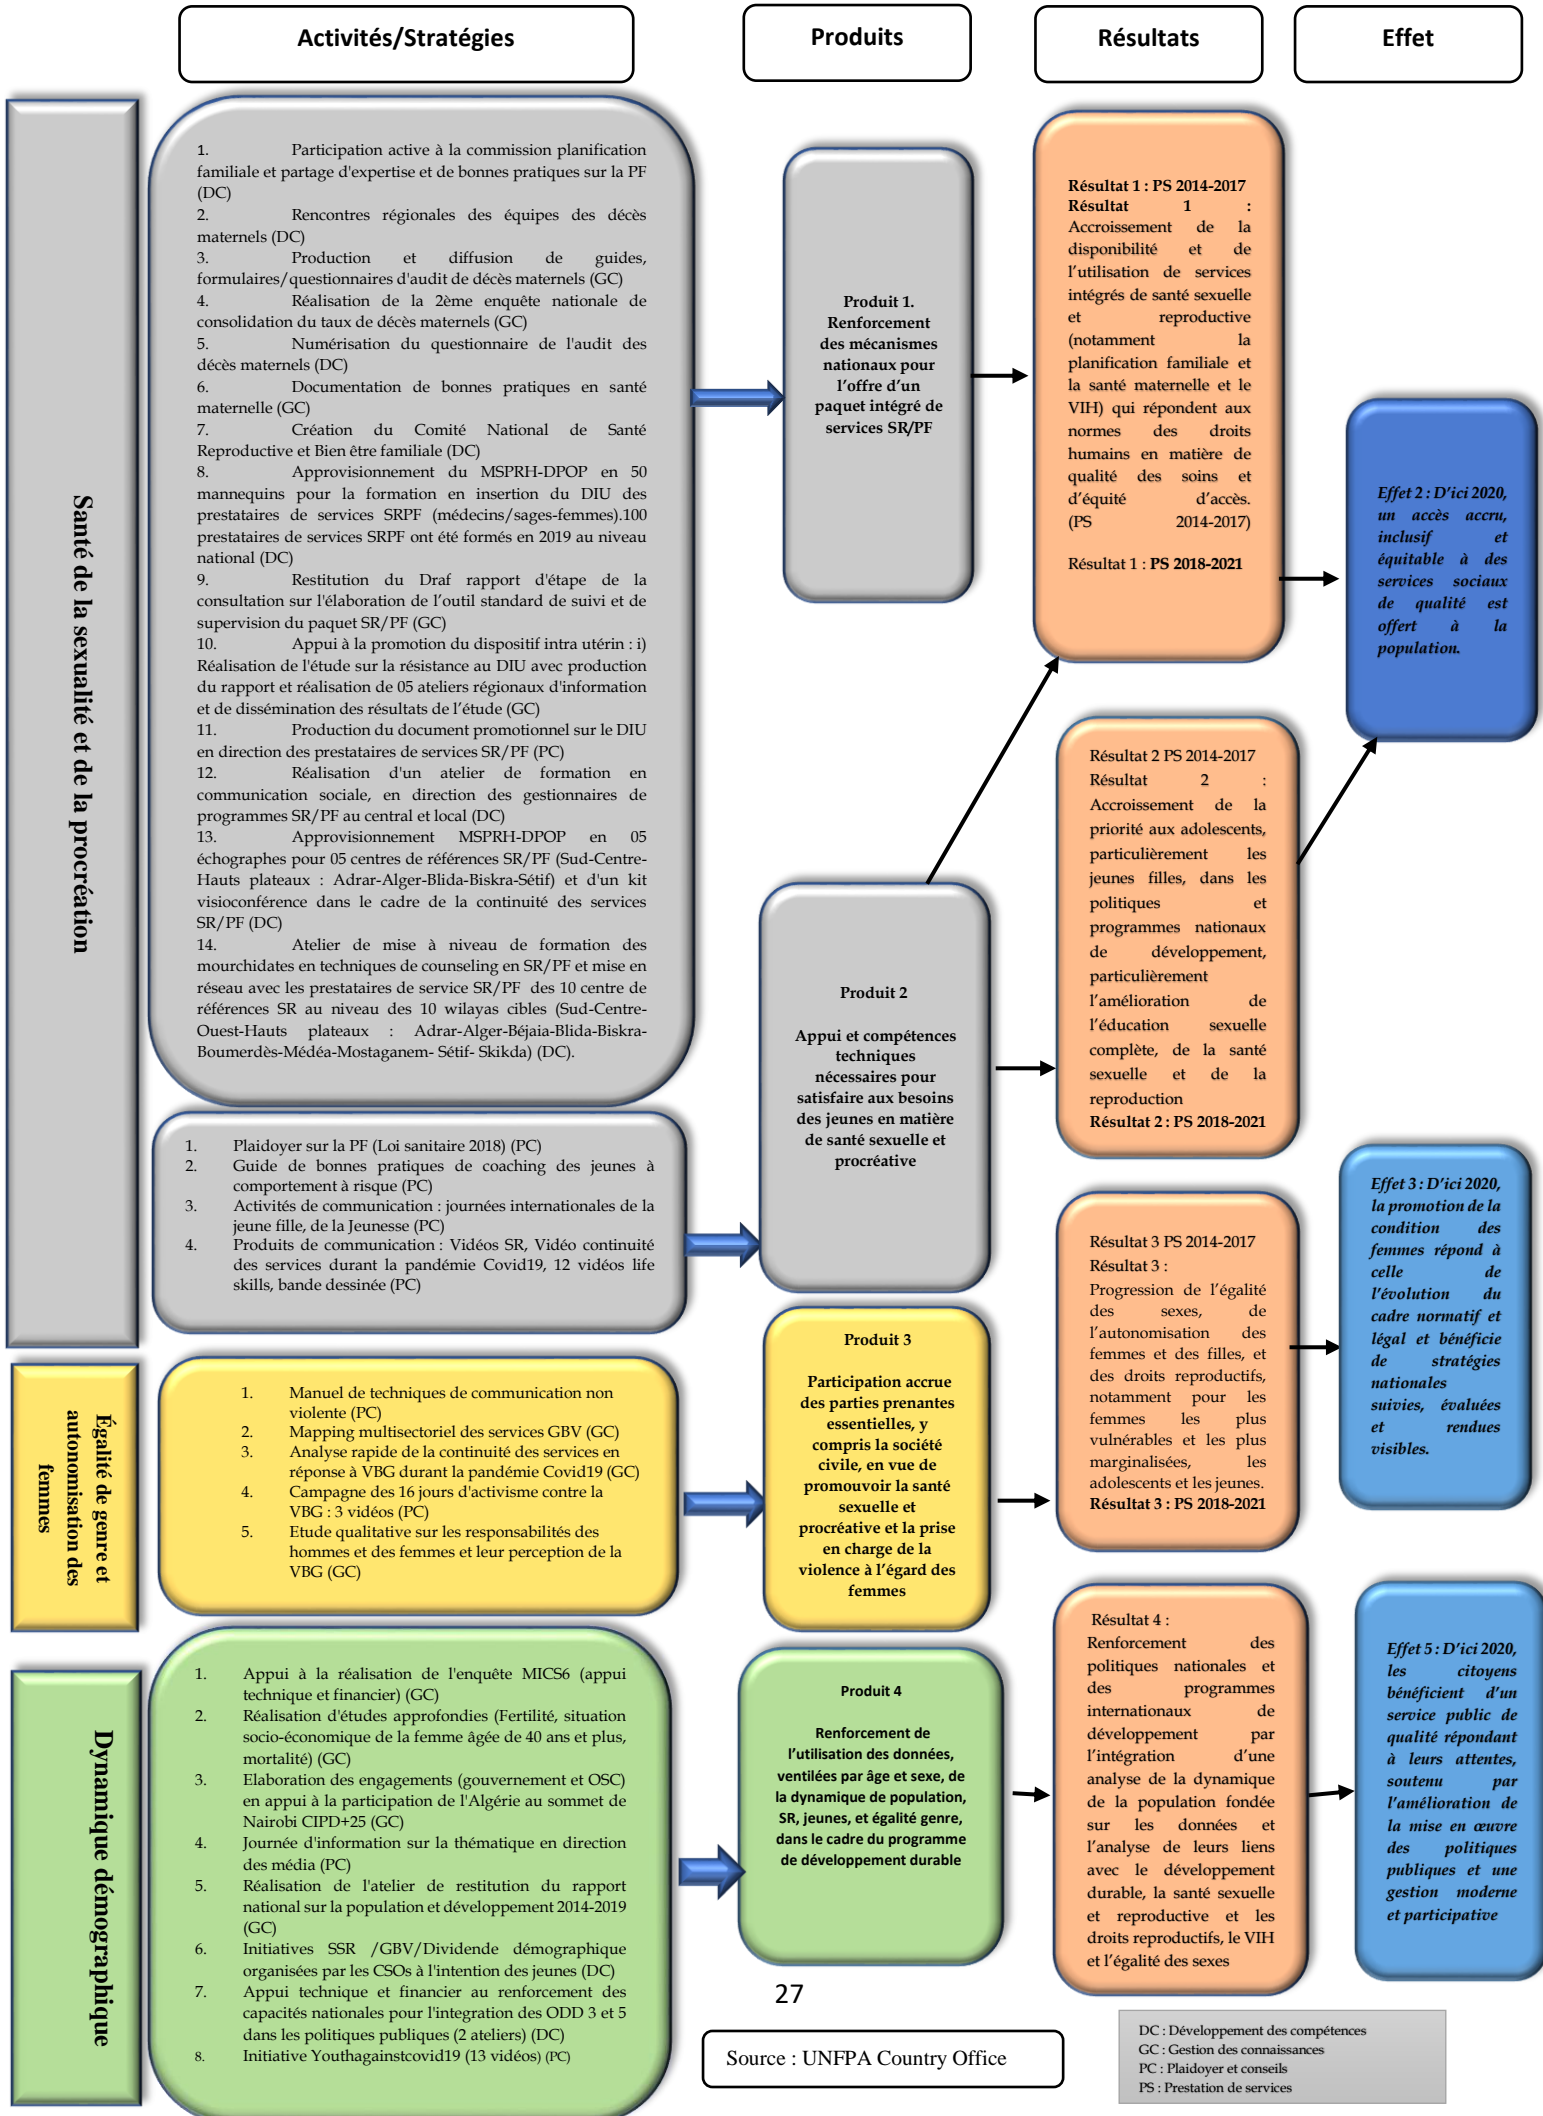 Activités/Stratégies
Produits
Résultats
Effet
Santé de la sexualité et de la procréation
1. Participation active à la commission planification
familiale et partage d'expertise et de bonnes pratiques sur la PF
(DC)
2. Rencontres régionales des équipes des décès
maternels (DC)
3. Production et diffusion de guides,
formulaires/questionnaires d'audit de décès maternels (GC)
4. Réalisation de la 2ème enquête nationale de
consolidation du taux de décès maternels (GC)
5. Numérisation du questionnaire de l'audit des
décès maternels (DC)
6. Documentation de bonnes pratiques en santé
maternelle (GC)
7. Création du Comité National de Santé
Reproductive et Bien être familiale (DC)
8. Approvisionnement du MSPRH-DPOP en 50
mannequins pour la formation en insertion du DIU des
prestataires de services SRPF (médecins/sages-femmes).100
prestataires de services SRPF ont été formés en 2019 au niveau
national (DC)
9. Restitution du Draf rapport d'étape de la
consultation sur l'élaboration de l’outil standard de suivi et de
supervision du paquet SR/PF (GC)
10. Appui à la promotion du dispositif intra utérin : i)
Réalisation de l'étude sur la résistance au DIU avec production
du rapport et réalisation de 05 ateliers régionaux d'information
et de dissémination des résultats de l’étude (GC)
11. Production du document promotionnel sur le DIU
en direction des prestataires de services SR/PF (PC)
12. Réalisation d'un atelier de formation en
communication sociale, en direction des gestionnaires de
programmes SR/PF au central et local (DC)
13. Approvisionnement MSPRH-DPOP en 05
échographes pour 05 centres de références SR/PF (Sud-Centre-
Hauts plateaux : Adrar-Alger-Blida-Biskra-Sétif) et d'un kit
visioconférence dans le cadre de la continuité des services
SR/PF (DC)
14. Atelier de mise à niveau de formation des
mourchidates en techniques de counseling en SR/PF et mise en
réseau avec les prestataires de service SR/PF des 10 centre de
références SR au niveau des 10 wilayas cibles (Sud-Centre-
Ouest-Hauts plateaux : Adrar-Alger-Béjaia-Blida-Biskra-
Boumerdès-Médéa-Mostaganem- Sétif- Skikda) (DC).
Produit 1.
Renforcement
des mécanismes
nationaux pour
l’offre d’un
paquet intégré de
services SR/PF
Résultat 1 : PS 2014-2017
Résultat 1 :
Accroissement de la
disponibilité et de
l’utilisation de services
intégrés de santé sexuelle
et reproductive
(notamment la
planification familiale et
la santé maternelle et le
VIH) qui répondent aux
normes des droits
humains en matière de
qualité des soins et
d’équité d’accès.
(PS 2014-2017)
Résultat 1 : PS 2018-2021
Effet 2 : D’ici 2020,
un accès accru,
inclusif et
équitable à des
services sociaux
de qualité est
offert à la
population.
1. Plaidoyer sur la PF (Loi sanitaire 2018) (PC)
2. Guide de bonnes pratiques de coaching des jeunes à
comportement à risque (PC)
3. Activités de communication : journées internationales de la
jeune fille, de la Jeunesse (PC)
4. Produits de communication : Vidéos SR, Vidéo continuité
des services durant la pandémie Covid19, 12 vidéos life
skills, bande dessinée (PC)
Produit 2
Appui et compétences
techniques
nécessaires pour
satisfaire aux besoins
des jeunes en matière
de santé sexuelle et
procréative
Résultat 2 PS 2014-2017
Résultat 2 :
Accroissement de la
priorité aux adolescents,
particulièrement les
jeunes filles, dans les
politiques et
programmes nationaux
de développement,
particulièrement
l’amélioration de
l’éducation sexuelle
complète, de la santé
sexuelle et de la
reproduction
Résultat 2 : PS 2018-2021
Égalité de genre et
autonomisation des
femmes
1. Manuel de techniques de communication non
violente (PC)
2. Mapping multisectoriel des services GBV (GC)
3. Analyse rapide de la continuité des services en
réponse à VBG durant la pandémie Covid19 (GC)
4. Campagne des 16 jours d'activisme contre la
VBG : 3 vidéos (PC)
5. Etude qualitative sur les responsabilités des
hommes et des femmes et leur perception de la
VBG (GC)
Produit 3
Participation accrue
des parties prenantes
essentielles, y
compris la société
civile, en vue de
promouvoir la santé
sexuelle et
procréative et la prise
en charge de la
violence à l’égard des
femmes
Résultat 3 PS 2014-2017
Résultat 3 :
Progression de l’égalité
des sexes, de
l’autonomisation des
femmes et des filles, et
des droits reproductifs,
notamment pour les
femmes les plus
vulnérables et les plus
marginalisées, les
adolescents et les jeunes.
Résultat 3 : PS 2018-2021
Effet 3 : D’ici 2020,
la promotion de la
condition des
femmes répond à
celle de
l’évolution du
cadre normatif et
légal et bénéficie
de stratégies
nationales
suivies, évaluées
et rendues
visibles.
Dynamique démographique
1. Appui à la réalisation de l'enquête MICS6 (appui
technique et financier) (GC)
2. Réalisation d'études approfondies (Fertilité, situation
socio-économique de la femme âgée de 40 ans et plus,
mortalité) (GC)
3. Elaboration des engagements (gouvernement et OSC)
en appui à la participation de l'Algérie au sommet de
Nairobi CIPD+25 (GC)
4. Journée d'information sur la thématique en direction
des média (PC)
5. Réalisation de l'atelier de restitution du rapport
national sur la population et développement 2014-2019
(GC)
6. Initiatives SSR /GBV/Dividende démographique
organisées par les CSOs à l'intention des jeunes (DC)
7. Appui technique et financier au renforcement des
capacités nationales pour l'integration des ODD 3 et 5
dans les politiques publiques (2 ateliers) (DC)
8. Initiative Youthagainstcovid19 (13 vidéos) (PC)
Produit 4
Renforcement de
l’utilisation des données,
ventilées par âge et sexe, de
la dynamique de population,
SR, jeunes, et égalité genre,
dans le cadre du programme
de développement durable
Résultat 4 :
Renforcement des
politiques nationales et
des programmes
internationaux de
développement par
l’intégration d’une
analyse de la dynamique
de la population fondée
sur les données et
l’analyse de leurs liens
avec le développement
durable, la santé sexuelle
et reproductive et les
droits reproductifs, le VIH
et l’égalité des sexes
Effet 5 : D’ici 2020,
les citoyens
bénéficient d’un
service public de
qualité répondant
à leurs attentes,
soutenu par
l’amélioration de
la mise en œuvre
des politiques
publiques et une
gestion moderne
et participative
27
Source : UNFPA Country Office
DC : Développement des compétences
GC : Gestion des connaissances
PC : Plaidoyer et conseils
PS : Prestation de services